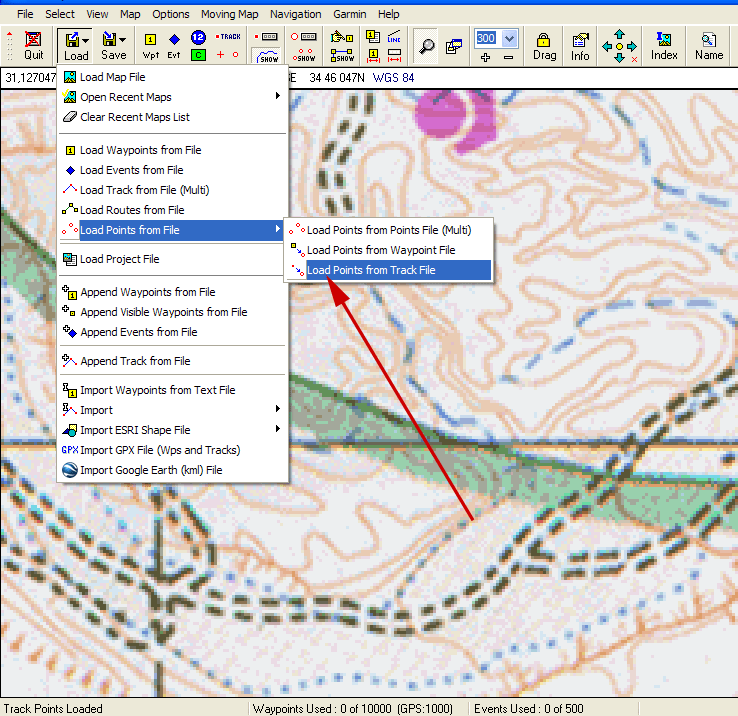 File Select View Map Options Moving Map Navigation Garmin Help
Quit Load Save Wpt Evt 12 C TRACK SHOW SHOW SHOW LINE 300 Drag Info Index Name
31,127047 E 34 46 047N WGS 84
Load Map File
Open Recent Maps
Clear Recent Maps List
Load Waypoints from File
Load Events from File
Load Track from File (Multi)
Load Routes from File
Load Points from File
Load Points from Points File (Multi)
Load Points from Waypoint File
Load Points from Track File
Load Project File
Append Waypoints from File
Append Visible Waypoints from File
Append Events from File
Append Track from File
Import Waypoints from Text File
Import
Import ESRI Shape File
GPX Import GPX File (Wps and Tracks)
Import Google Earth (kml) File
Track Points Loaded Waypoints Used : 0 of 10000 (GPS:1000) Events Used : 0 of 500